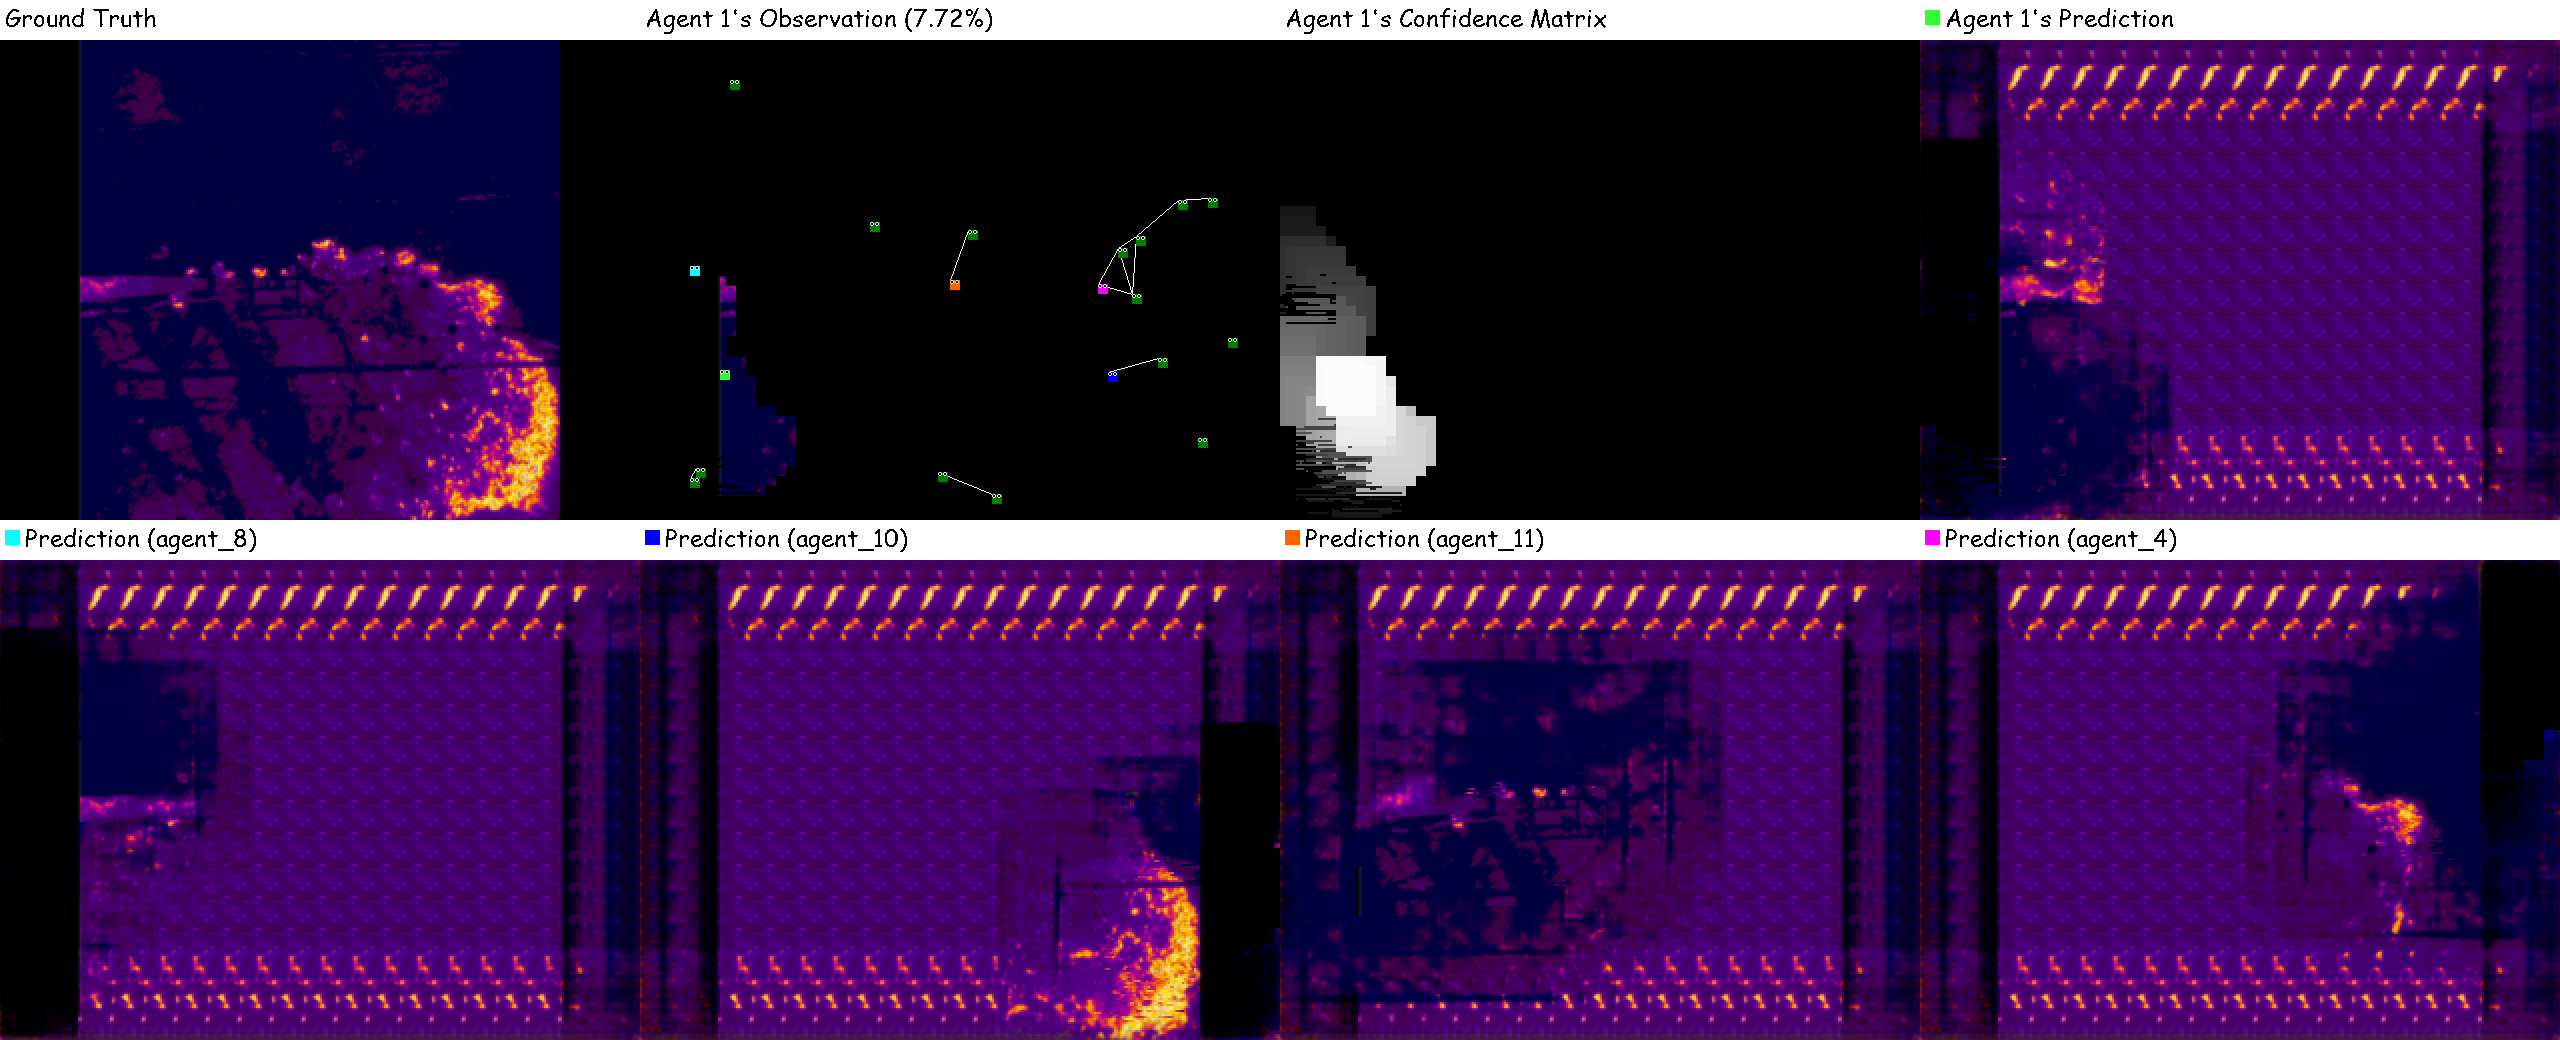 Ground Truth
Agent 1's Observation (7.72%)
Agent 1's Confidence Matrix
Agent 1's Prediction
Prediction (agent_8)
Prediction (agent_10)
Prediction (agent_11)
Prediction (agent_4)